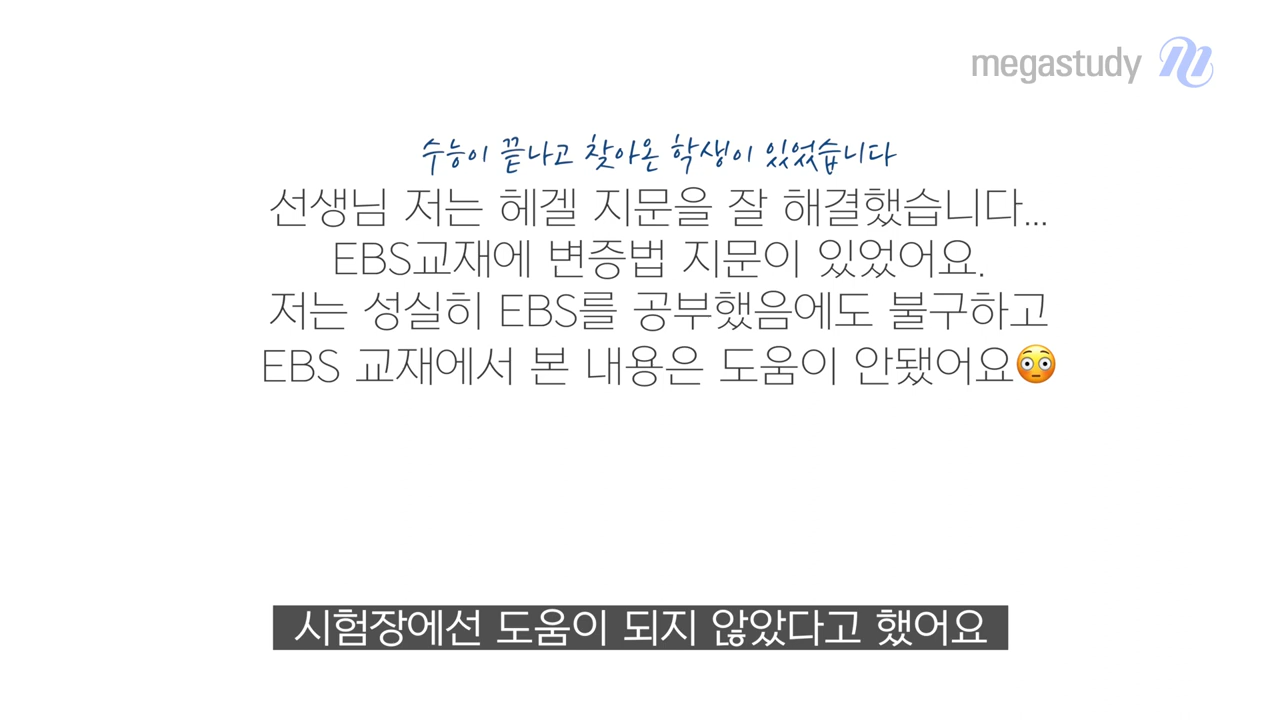 megastudy
수능이 끝나고 찾아온 학생이 있었습니다
선생님 저는 헤겔 지문을 잘 해결했습니다...
EBS교재에 변증법 지문이 있었어요.
저는 성실히 EBS를 공부했음에도 불구하고
EBS 교재에서 본 내용은 도움이 안됐어요😳
시험장에선 도움이 되지 않았다고 했어요